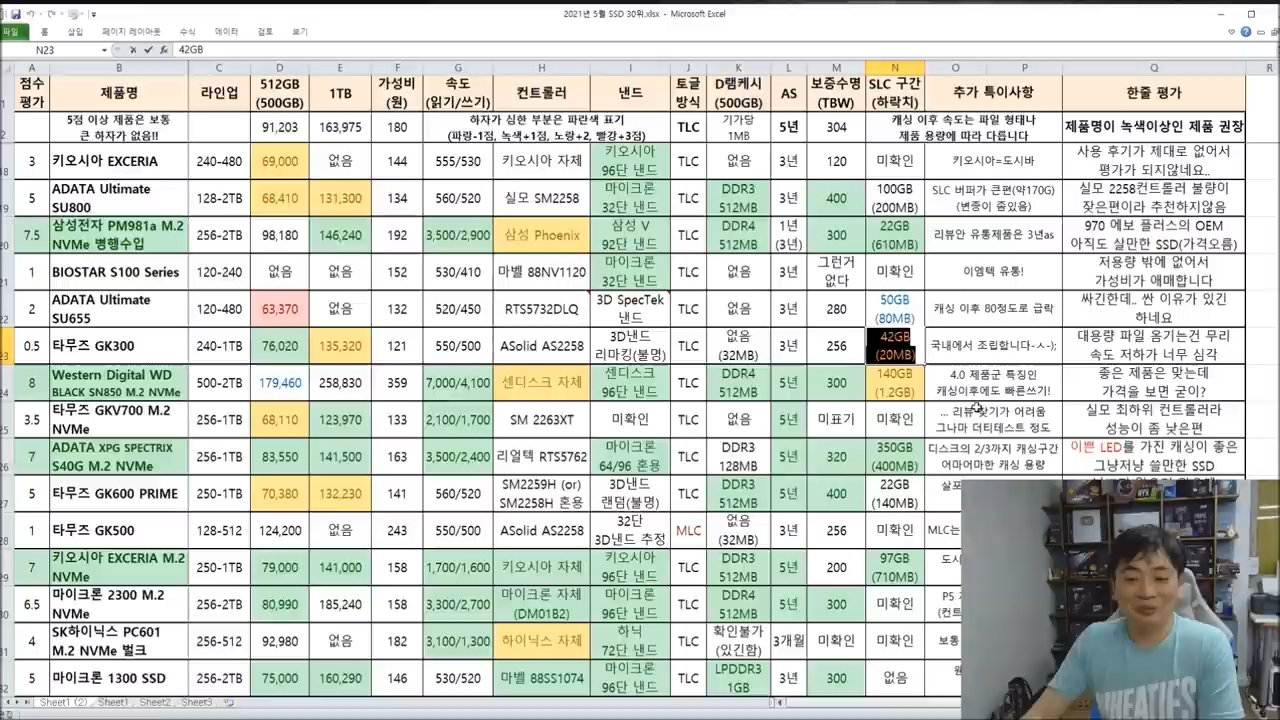 2021년 5월 SSD 30위.xlsx - Microsoft Excel
파일 홈 삽입 페이지 레이아웃 수식 데이터 검토 보기
N23 42GB
A B C D E F G H I J K L M N O P Q R
점수 평가 제품명 라인업 512GB (500GB) 1TB 가성비 (원) 속도 (읽기/쓰기) 컨트롤러 낸드 토글 방식 D램캐시 (500GB) AS 보증수명 (TBW) SLC 구간 (하락치) 추가 특이사항 한줄 평가
5점 이상 제품은 보통 큰 하자가 없음!! 91,203 163,975 180 하자가 심한 부분은 파란색 표기 (파랑-1점, 녹색+1점, 노랑+2, 빨강+3점) TLC 기가당 1MB 5년 304 캐싱 이후 속도는 파일 형태나 제품 용량에 따라 다릅니다 제품명이 녹색이상인 제품 권장
3 키오시아 EXCERIA 240-480 69,000 없음 144 555/530 키오시아 자체 키오시아 96단 낸드 TLC 없음 3년 120 미확인 키오시아=도시바 사용 후기가 제대로 없어서 평가가 되지않네요..
5 ADATA Ultimate SU800 128-2TB 68,410 131,300 134 560/520 실모 SM2258 마이크론 32단 낸드 TLC DDR3 512MB 3년 400 100GB (200MB) SLC 버퍼가 큰편(약170G) (변종이 좀있음) 실모 2258컨트롤러 불량이 잦은편이라 추천하지않음
7.5 삼성전자 PM981a M.2 NVMe 병행수입 256-2TB 98,180 146,240 192 3,500/2,900 삼성 Phoenix 삼성 V 92단 낸드 TLC DDR4 512MB 1년 (3년) 300 22GB (610MB) 리뷰안 유통제품은 3년as 970 에보 플러스의 OEM 아직도 살만한 SSD(가격오름)
1 BIOSTAR S100 Series 120-240 없음 없음 152 530/410 마벨 88NV1120 마이크론 32단 낸드 TLC 없음 3년 그런거 없다 미확인 이엠텍 유통! 저용량 밖에 없어서 가성비가 애매합니다
2 ADATA Ultimate SU655 120-480 63,370 없음 132 520/450 RTS5732DLQ 3D SpecTek 낸드 TLC 없음 3년 280 50GB (80MB) 캐싱 이후 80정도로 급락 싸긴한데.. 싼 이유가 있긴 하네요
0.5 타무즈 GK300 240-1TB 76,020 135,320 121 550/500 ASolid AS2258 3D낸드 리마킹(불명) TLC 없음 (32MB) 3년 256 42GB (20MB) 국내에서 조립합니다-ㅅ-); 대용량 파일 옮기는건 무리 속도 저하가 너무 심각
8 Western Digital WD BLACK SN850 M.2 NVMe 500-2TB 179,460 258,830 359 7,000/4,100 센디스크 자체 센디스크 96단 낸드 TLC DDR4 512MB 5년 300 140GB (1.2GB) 4.0 제품군 특징인 캐싱이후에도 빠른쓰기! 좋은 제품은 맞는데 가격을 보면 굳이?
3.5 타무즈 GKV700 M.2 NVMe 256-1TB 68,110 123,970 133 2,100/1,700 SM 2263XT 미확인 TLC 없음 5년 미표기 미확인 ... 리뷰 찾기가 어려움 그나마 더티테스트 정도 실모 최하위 컨트롤러라 성능이 좀 낮은편
7 ADATA XPG SPECTRIX S40G M.2 NVMe 256-1TB 83,550 141,500 163 3,500/2,400 리얼텍 RTS5762 마이크론 64/96 혼용 TLC DDR3 128MB 5년 320 350GB (400MB) 디스크의 2/3까지 캐싱구간 어마어마한 캐싱 용량 이쁜 LED를 가진 캐싱이 좋은 그냥저냥 쓸만한 SSD
5 타무즈 GK600 PRIME 250-1TB 70,380 132,230 141 560/520 SM2259H (or) SM2258H 혼용 3D낸드 랜덤(불명) TLC DDR3 512MB 5년 400 22GB (140MB)
1 타무즈 GK500 128-512 124,200 없음 243 550/500 ASolid AS2258 32단 3D낸드 추정 MLC 없음 (32MB) 3년 256 미확인 MLC는
7 키오시아 EXCERIA M.2 NVMe 250-1TB 79,000 141,000 158 1,700/1,600 키오시아 자체 키오시아 96단 낸드 TLC DDR3 512MB 5년 200 97GB (710MB)
6.5 마이크론 2300 M.2 NVMe 256-2TB 80,990 185,240 158 3,300/2,700 마이크론 자체 (DM01B2) 마이크론 96단 낸드 TLC DDR4 512MB 5년 300 미확인
4 SK하이닉스 PC601 M.2 NVMe 벌크 256-512 92,980 없음 182 3,100/1,300 하이닉스 자체 하닉 72단 낸드 TLC 확인불가 (있긴함) 3개월 미확인 미확인 보통
5 마이크론 1300 SSD 256-2TB 75,000 160,290 146 530/520 마벨 88SS1074 마이크론 96단 낸드 TLC LPDDR3 1GB 3년 300 없음
Sheet1 (2) Sheet1 Sheet2 Sheet3
WHEATIES